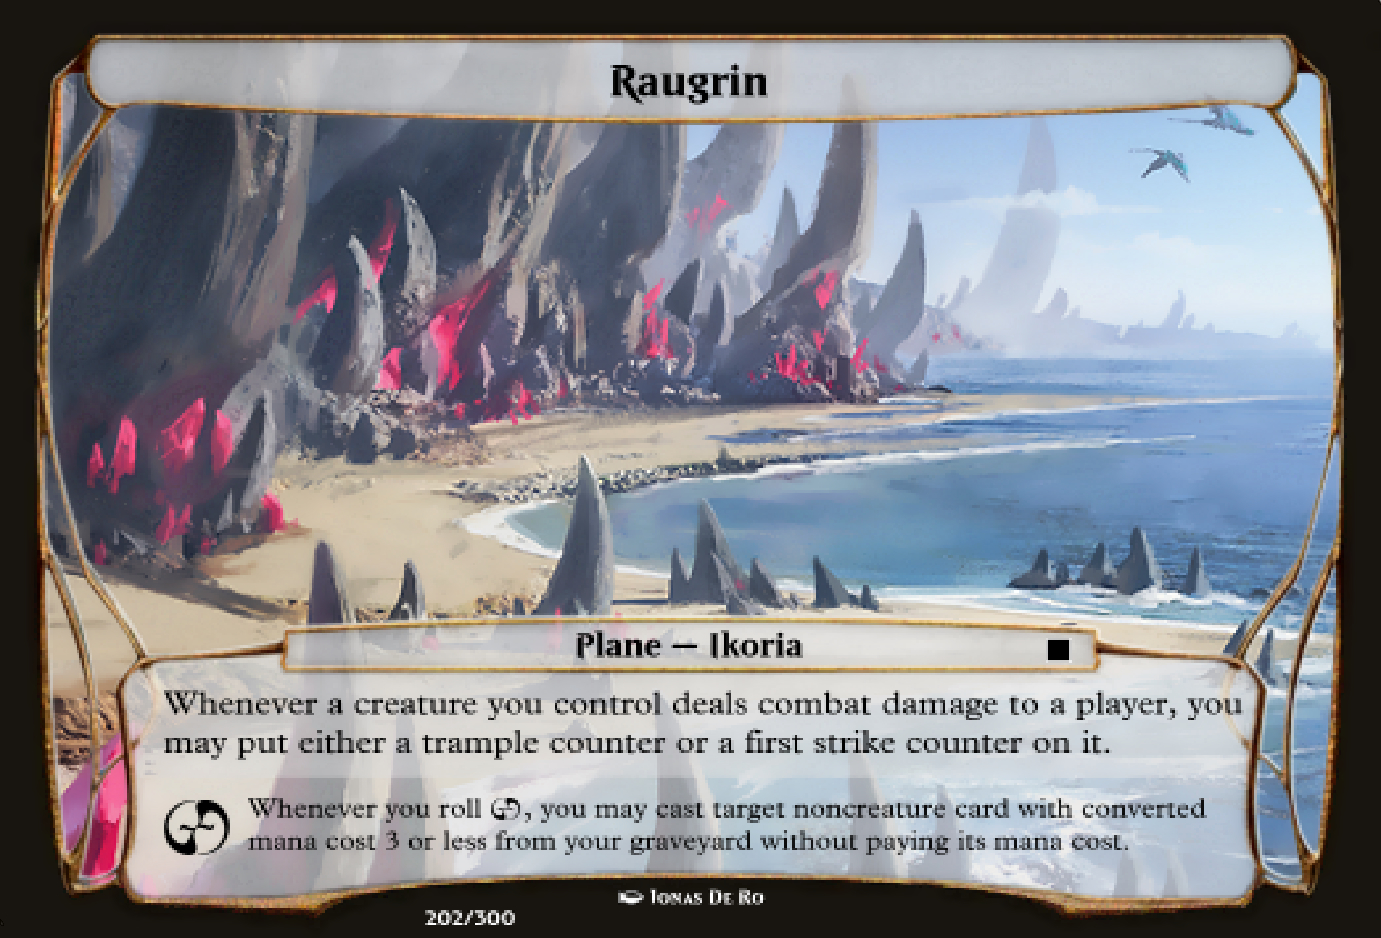 Raugrin
Plane — Ikoria
Whenever a creature you control deals combat damage to a player, you
may put either a trample counter or a first strike counter on it.
Whenever you roll , you may cast target noncreature card with converted
mana cost 3 or less from your graveyard without paying its mana cost.
Jonas De Ro
202/300